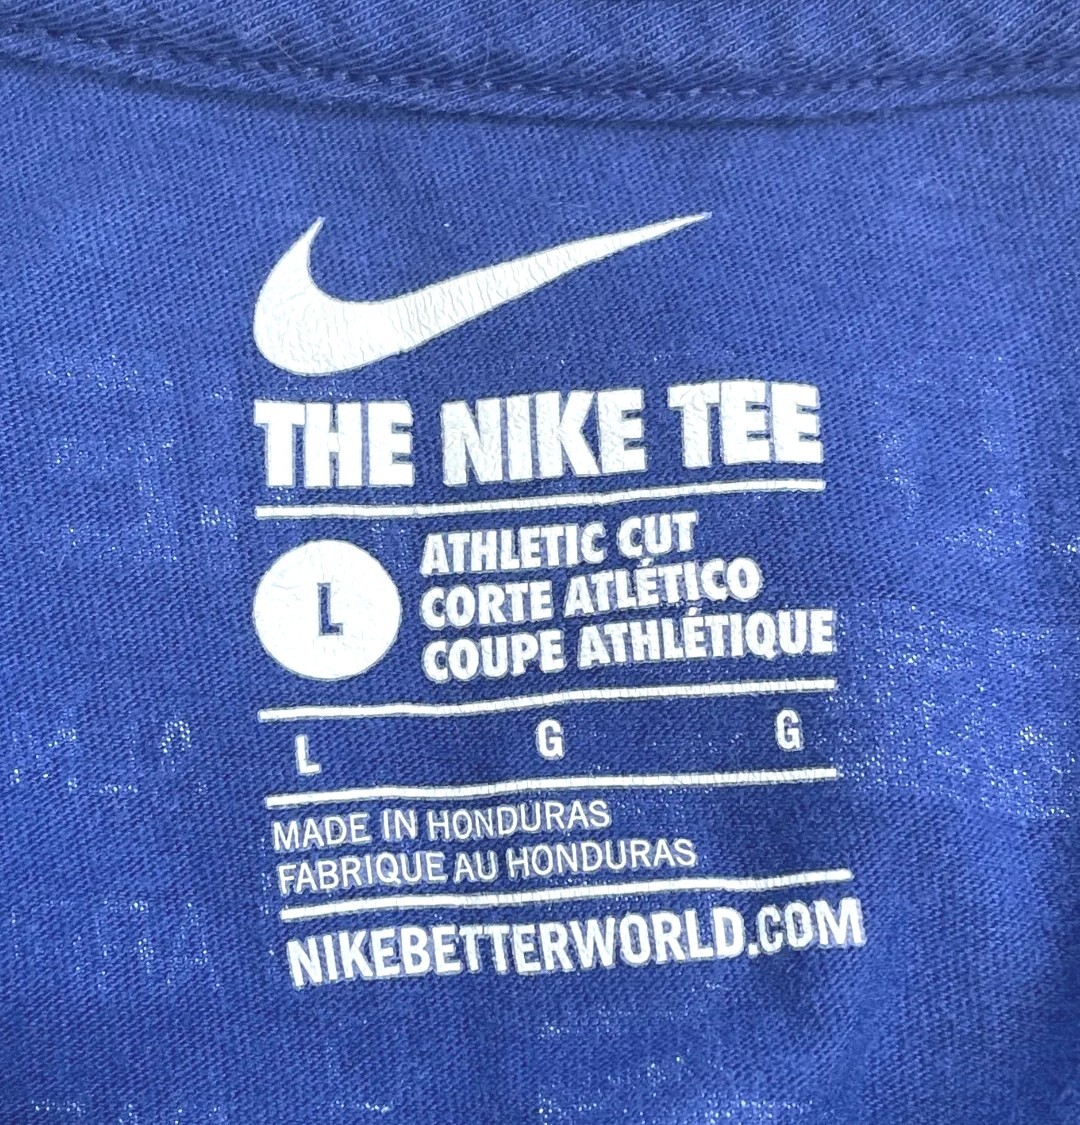 THE NIKE TEE
L
ATHLETIC CUT
CORTE ATLÉTICO
COUPE ATHLÉTIQUE
L G G
MADE IN HONDURAS
FABRIQUE AU HONDURAS
NIKEBETTERWORLD.COM